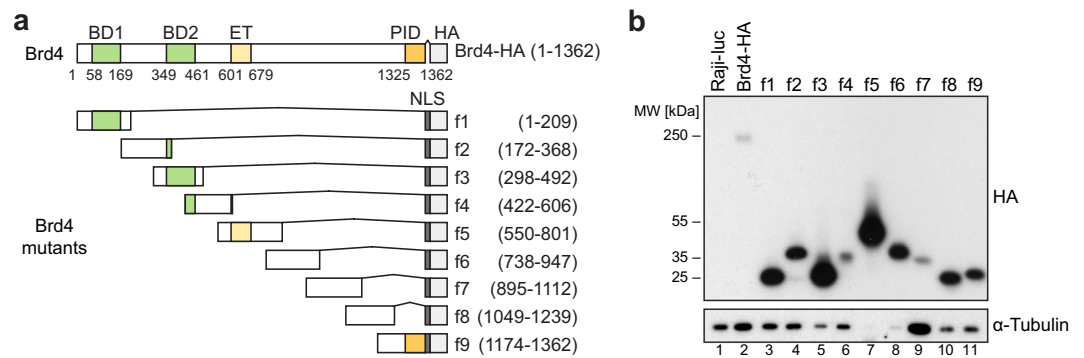 a
BD1 BD2 ET PID HA
Brd4 Brd4-HA (1-1362)
1 58 169 349 461 601 679 1325 1362
NLS
f1 (1-209)
f2 (172-368)
f3 (298-492)
f4 (422-606)
Brd4
mutants
f5 (550-801)
f6 (738-947)
f7 (895-1112)
f8 (1049-1239)
f9 (1174-1362)
b
Raji-luc
Brd4-HA
f1 f2 f3 f4 f5 f6 f7 f8 f9
MW [kDa]
250
55
35
25
HA
α-Tubulin
1 2 3 4 5 6 7 8 9 10 11